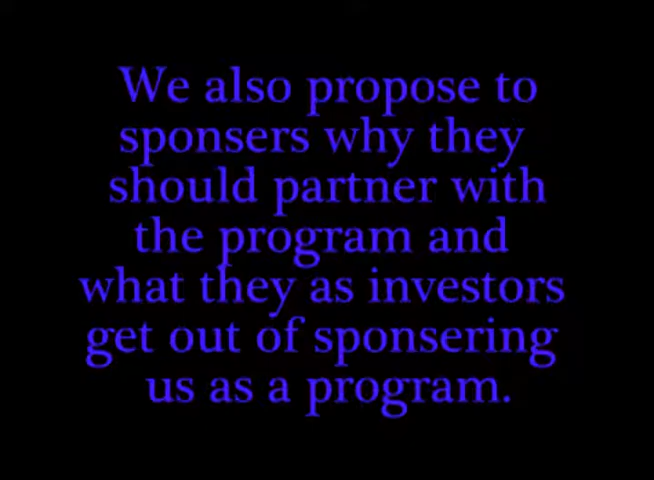 We also propose to
sponsers why they
should partner with
the program and
what they as investors
get out of sponsering
us as a program.